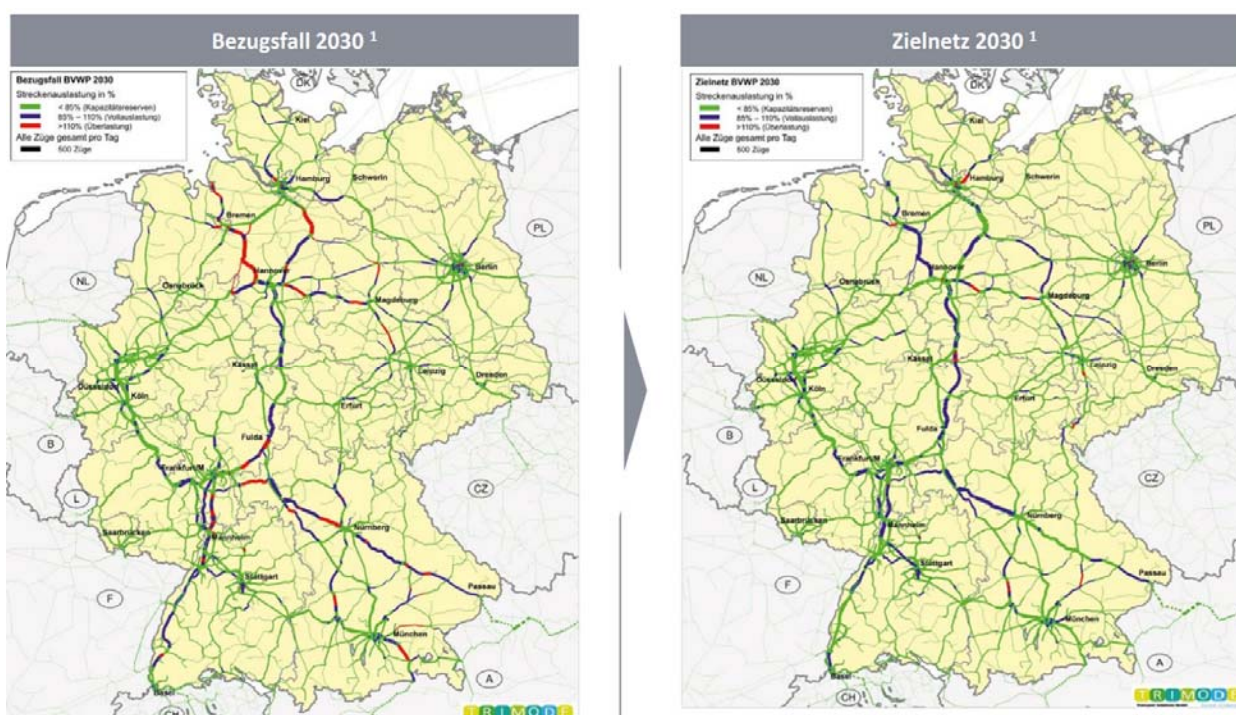 Bezugsfall 2030 ¹
Bezugsfall BVWP 2030
Streckenauslastung in %
< 85% (Kapazitätsreserven)
85% – 110% (Vollauslastung)
>110% (Überlastung)
Alle Züge gesamt pro Tag
500 Züge
DK
Kiel
Hamburg
Schwerin
Bremen
PL
Berlin
NL
Hannover
Osnabrück
Magdeburg
Kassel
Düsseldorf
Leipzig
Dresden
Köln
Erfurt
B
Fulda
Frankfurt/M
L
CZ
Saarbrücken
Mannheim
Nürnberg
F
Stuttgart
Passau
München
Basel
A
CH
TRIMODE
Zielnetz 2030 ¹
Zielnetz BVWP 2030
Streckenauslastung in %
< 85% (Kapazitätsreserven)
85% – 110% (Vollauslastung)
>110% (Überlastung)
Alle Züge gesamt pro Tag
500 Züge
DK
Kiel
Hamburg
Schwerin
Bremen
PL
Berlin
NL
Hannover
Osnabrück
Magdeburg
Kassel
Düsseldorf
Leipzig
Dresden
Köln
Erfurt
B
Fulda
Frankfurt/M
L
CZ
Saarbrücken
Mannheim
Nürnberg
F
Stuttgart
Passau
München
Basel
A
CH
TRIMODE